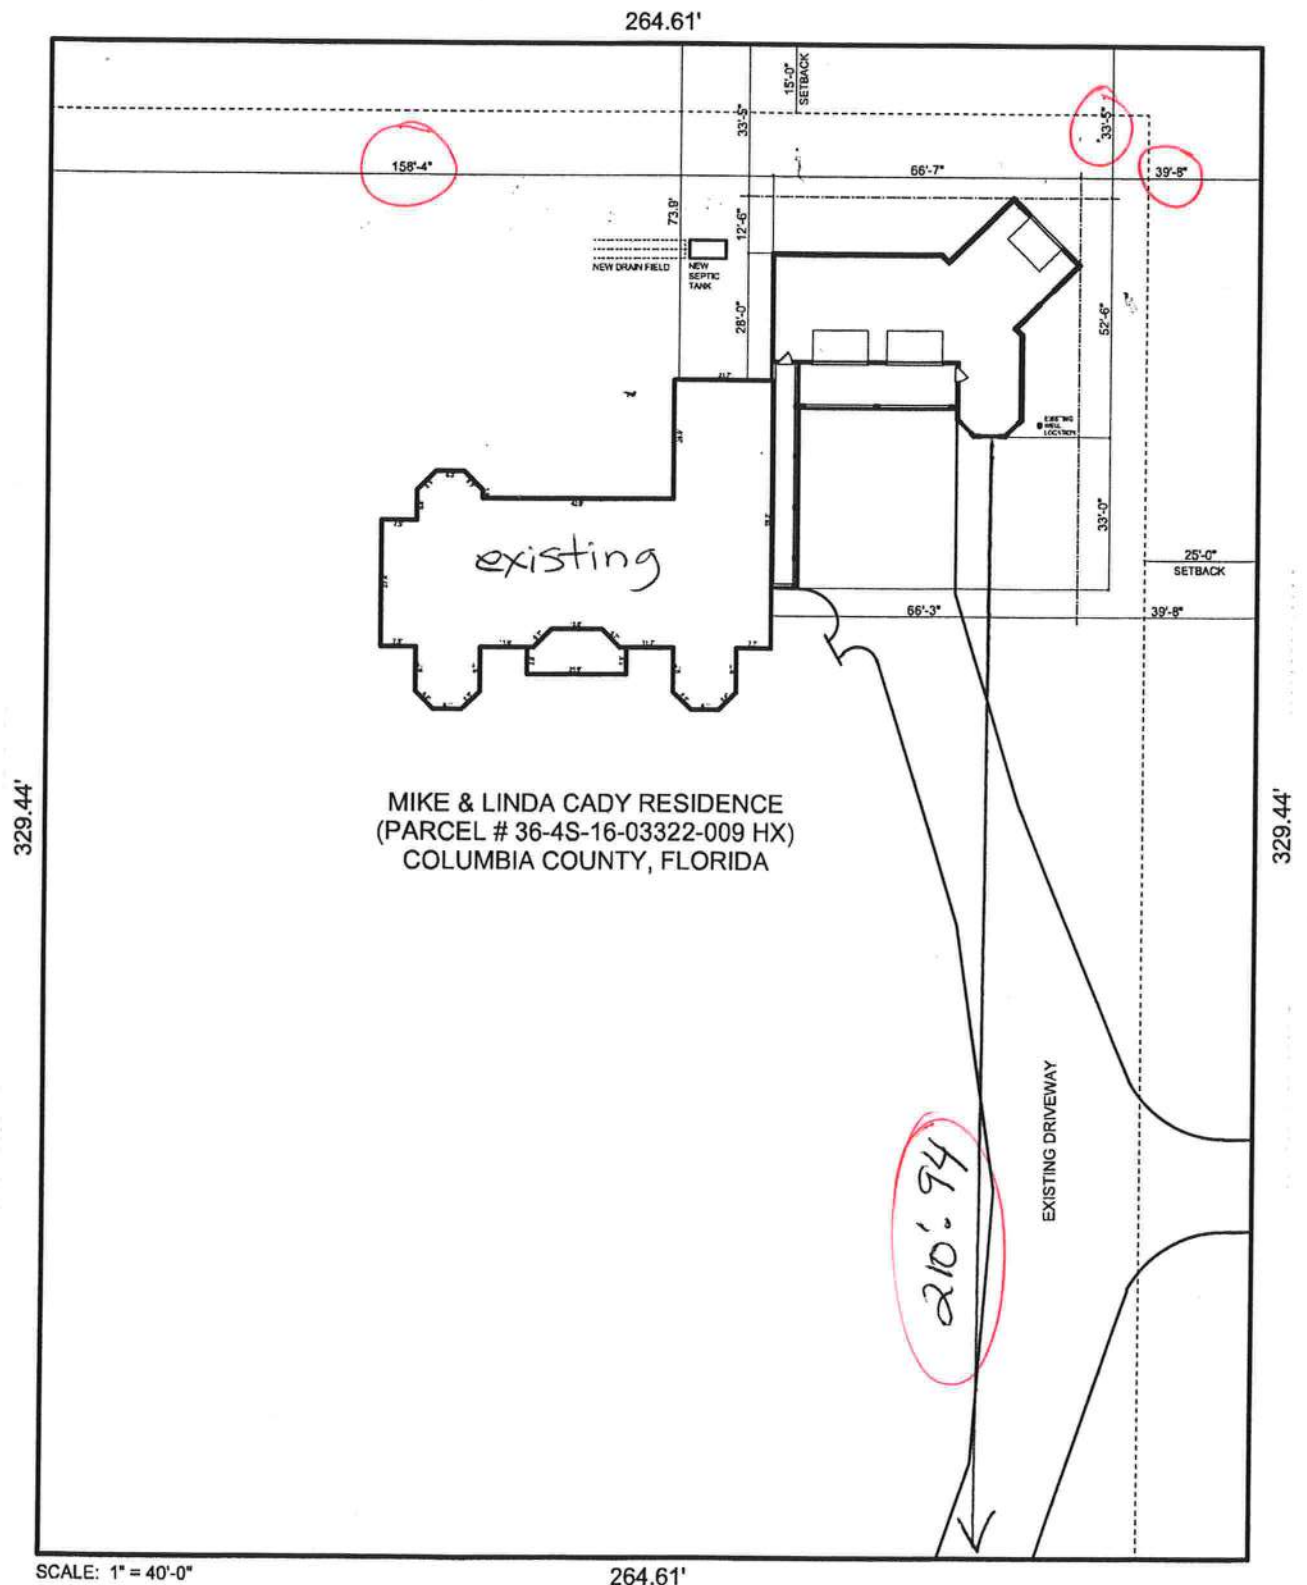 264.61'
15'-0"
SETBACK
33'-5"
33'-5"
158'-4"
66'-7"
39'-8"
73.9'
12'-6"
NEW DRAIN FIELD
NEW
SEPTIC
TANK
28'-0"
52'-6"
EXISTING
WELL
LOCATION
existing
33'-0"
25'-0"
SETBACK
66'-3"
39'-8"
329.44'
329.44'
MIKE & LINDA CADY RESIDENCE
(PARCEL # 36-4S-16-03322-009 HX)
COLUMBIA COUNTY, FLORIDA
EXISTING DRIVEWAY
210'.94
SCALE: 1" = 40'-0"
264.61'